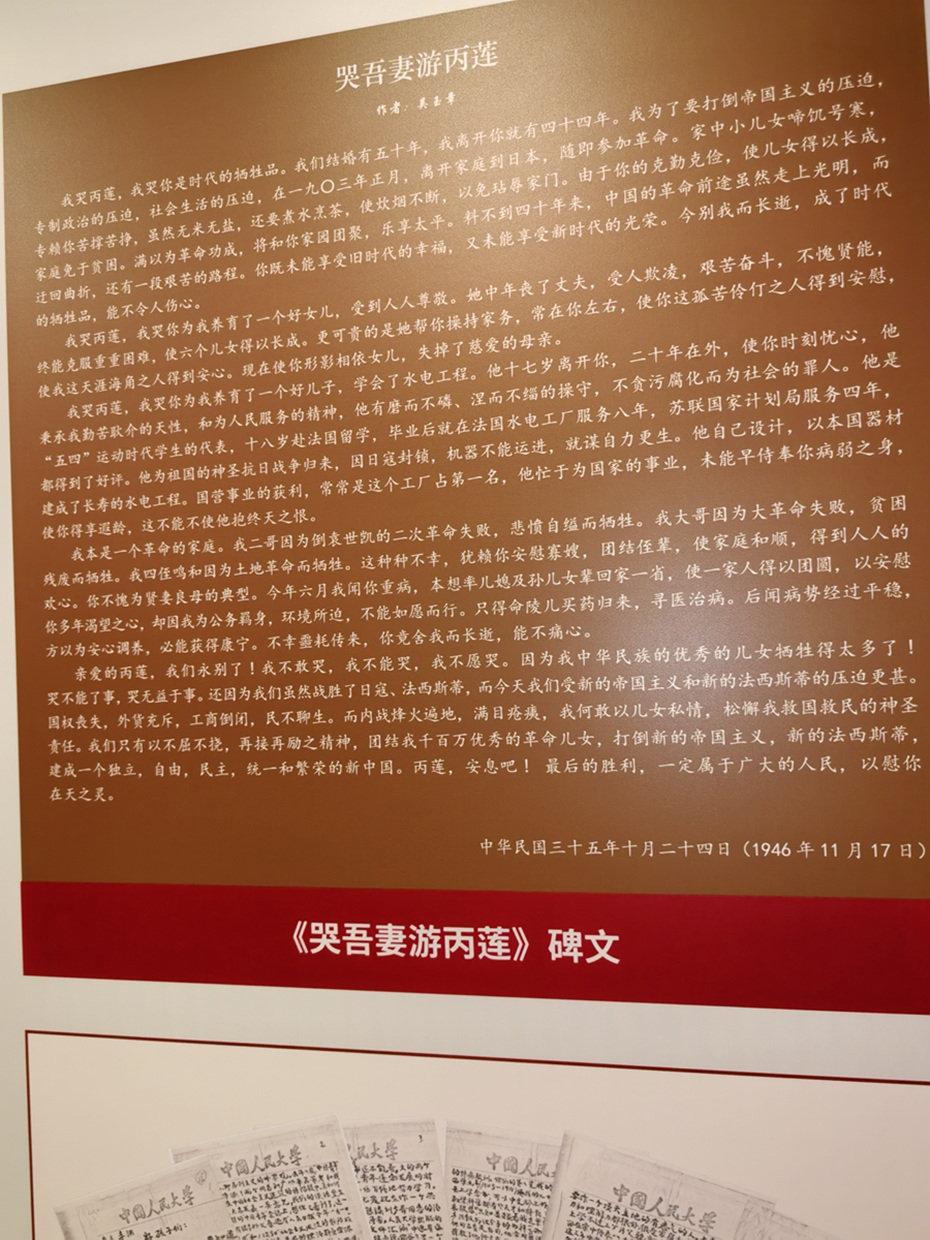 哭吾妻游丙莲
作者：吴玉章
我哭丙莲，我哭你是时代的牺牲品。我们结婚有五十年，我离开你就有四十四年。我为了要打倒帝国主义的压迫，
专制政治的压迫，社会生活的压迫，在一九〇三年正月，离开家庭到日本，随即参加革命。家中小儿女啼饥号寒，
专赖你苦撑苦挣，虽然无米无盐，还要煮水烹茶，使炊烟不断，以免玷辱家门。由于你的克勤克俭，使儿女得以长成，
家庭免于贫困。满以为革命功成，将和你家园团聚，乐享太平。料不到四十年来，中国的革命前途虽然走上光明，而
迂回曲折，还有一段艰苦的路程。你既未能享受旧时代的幸福，又未能享受新时代的光荣。今别我而长逝，成了时代
的牺牲品，能不令人伤心。
我哭丙莲，我哭你为我养育了一个好女儿，受到人人尊敬。她中年丧了丈夫，受人欺凌，艰苦奋斗，不愧贤能，
终能克服重重困难，使六个儿女得以长成。更可贵的是她帮你操持家务，常在你左右，使你这孤苦伶仃之人得到安慰，
使我这天涯海角之人得到安心。现在使你形影相依女儿，失掉了慈爱的母亲。
我哭丙莲，我哭你为我养育了一个好儿子，学会了水电工程。他十七岁离开你，二十年在外，使你时刻忧心，他
秉承我勤苦耿介的天性，和为人民服务的精神，他有磨而不磷、涅而不缁的操守，不贪污腐化而为社会的罪人。他是
“五四”运动时代学生的代表，十八岁赴法国留学，毕业后就在法国水电工厂服务八年，苏联国家计划局服务四年，
都得到了好评。他为祖国的神圣抗日战争归来，因日寇封锁，机器不能运进，就谋自力更生。他自己设计，以本国器材
建成了长寿的水电工程。国营事业的获利，常常是这个工厂占第一名，他忙于为国家的事业，未能早侍奉你病弱之身，
使你得享遐龄，这不能不使他抱终天之恨。
我本是一个革命的家庭。我二哥因为倒袁世凯的二次革命失败，悲愤自缢而牺牲。我大哥因为大革命失败，贫困
残废而牺牲。我四侄鸣和因为土地革命而牺牲。这种种不幸，犹赖你安慰寡嫂，团结侄辈，使家庭和顺，得到人人的
欢心。你不愧为贤妻良母的典型。今年六月我闻你重病，本想率儿媳及孙儿女辈回家一省，使一家人得以团圆，以安慰
你多年渴望之心，却因我为公务羁身，环境所迫，不能如愿而行。只得命陵儿买药归来，寻医治病。后闻病势经过平稳，
方以为安心调养，必能获得康宁。不幸噩耗传来，你竟舍我而长逝，能不痛心。
亲爱的丙莲，我们永别了！我不敢哭，我不能哭，我不愿哭。因为我中华民族的优秀的儿女牺牲得太多了！
哭不能了事，哭无益于事。还因为我们虽然战胜了日寇、法西斯蒂，而今天我们受新的帝国主义和新的法西斯蒂的压迫更甚。
国权丧失，外货充斥，工商倒闭，民不聊生。而内战烽火遍地，满目疮痍，我何敢以儿女私情，松懈我救国救民的神圣
责任。我们只有以不屈不挠，再接再励之精神，团结我千百万优秀的革命儿女，打倒新的帝国主义，新的法西斯蒂，
建成一个独立，自由，民主，统一和繁荣的新中国。丙莲，安息吧！最后的胜利，一定属于广大的人民，以慰你
在天之灵。
中华民国三十五年十月二十四日（1946 年 11 月 17 日）
《哭吾妻游丙莲》碑文
中国人民大学
中国人民大学
中国人民大学
中国人民大学
中国人民大学